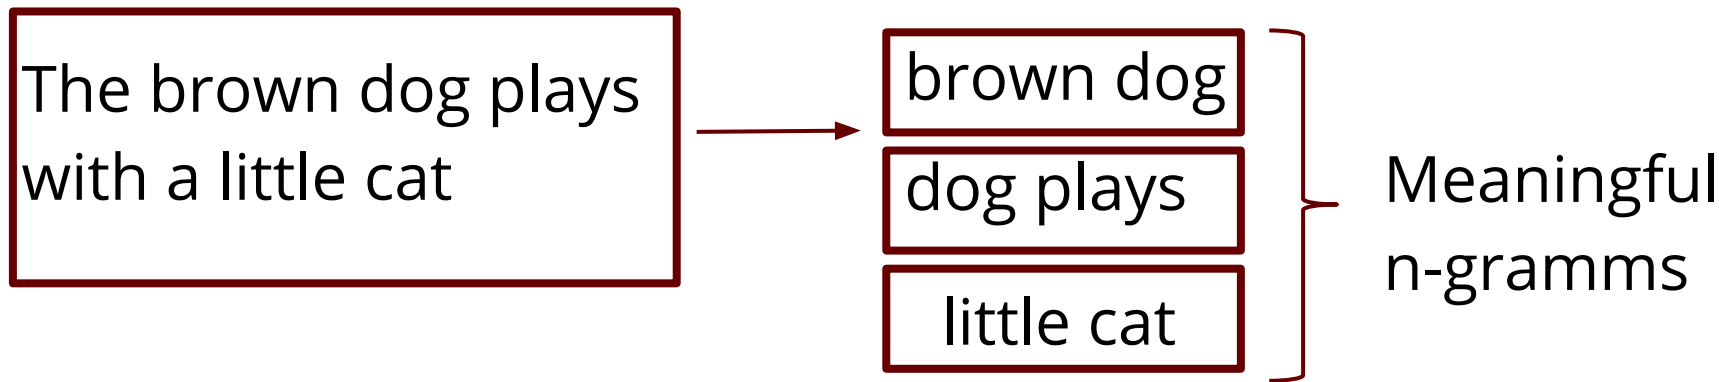 The brown dog plays
with a little cat
brown dog
dog plays
little cat
Meaningful
n-gramms